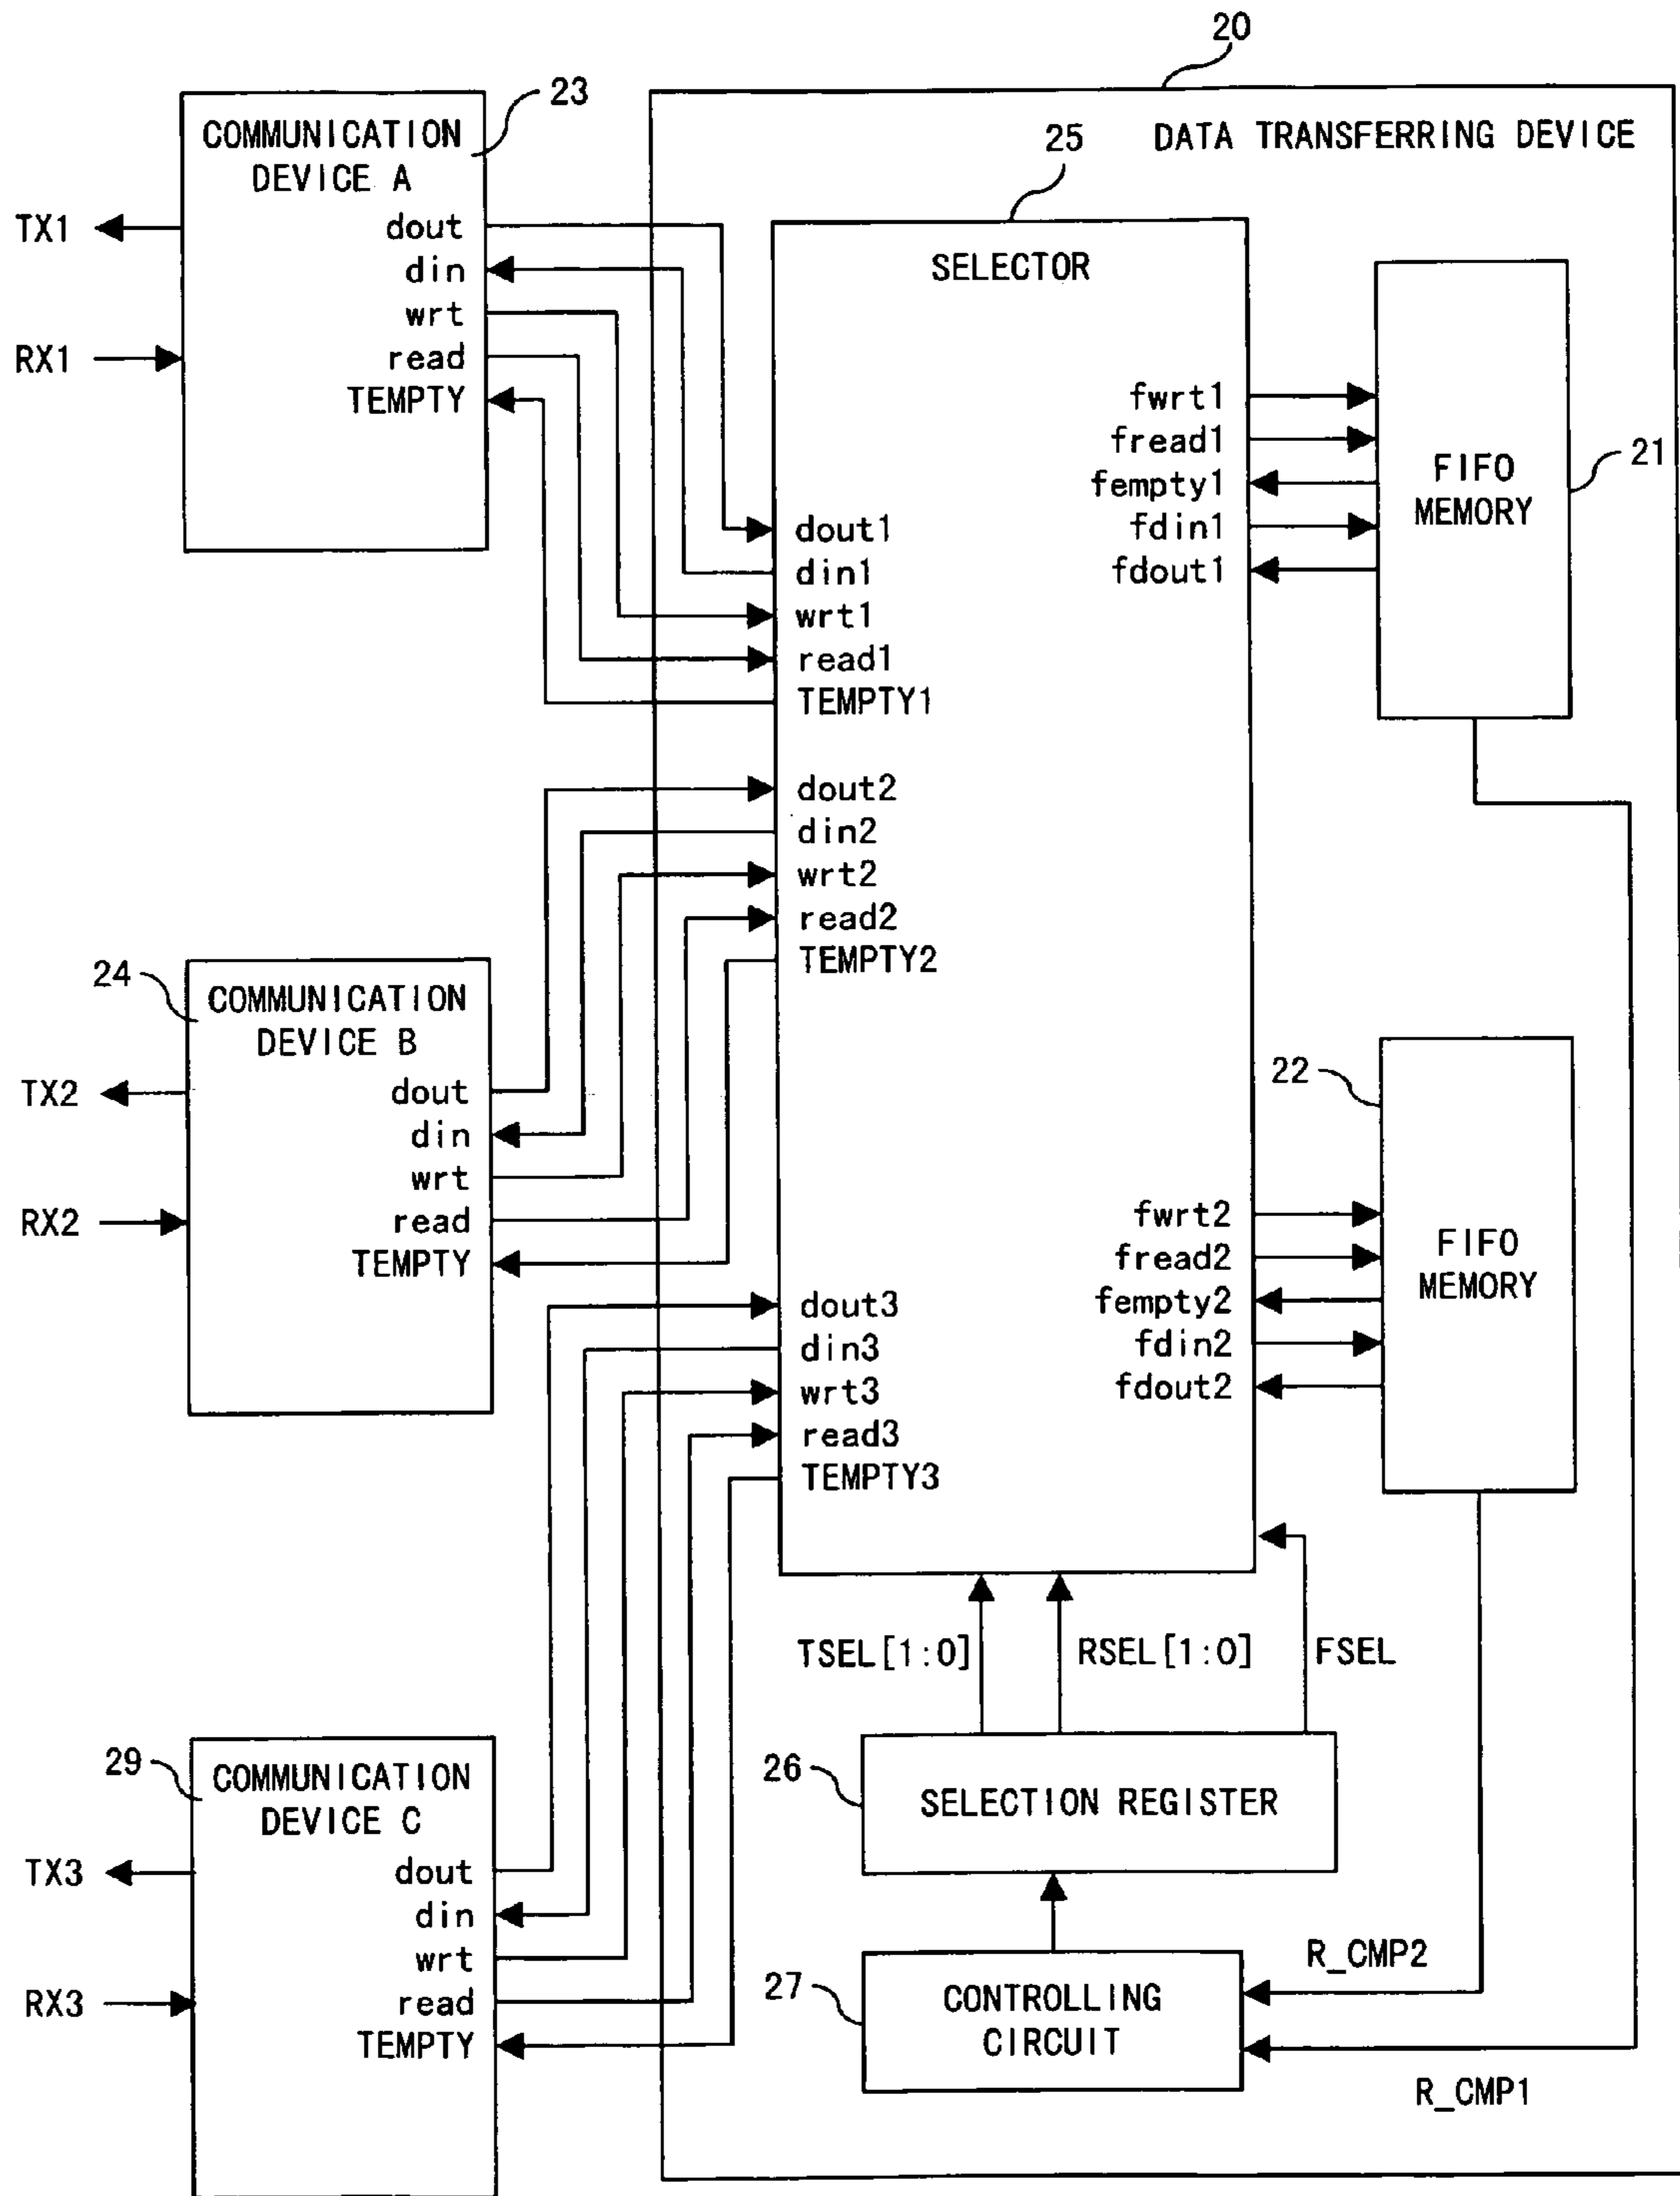 20
DATA TRANSFERRING DEVICE
23
COMMUNICATION
DEVICE A
TX1
RX1
dout
din
wrt
read
TEMPTY
25
SELECTOR
dout1
din1
wrt1
read1
TEMPTY1
dout2
din2
wrt2
read2
TEMPTY2
dout3
din3
wrt3
read3
TEMPTY3
fwrt1
fread1
fempty1
fdin1
fdout1
FIFO
MEMORY
21
24
COMMUNICATION
DEVICE B
TX2
RX2
dout
din
wrt
read
TEMPTY
fwrt2
fread2
fempty2
fdin2
fdout2
22
FIFO
MEMORY
TSEL[1:0]
RSEL[1:0]
FSEL
29
COMMUNICATION
DEVICE C
TX3
RX3
dout
din
wrt
read
TEMPTY
26
SELECTION REGISTER
27
CONTROLLING
CIRCUIT
R_CMP2
R_CMP1